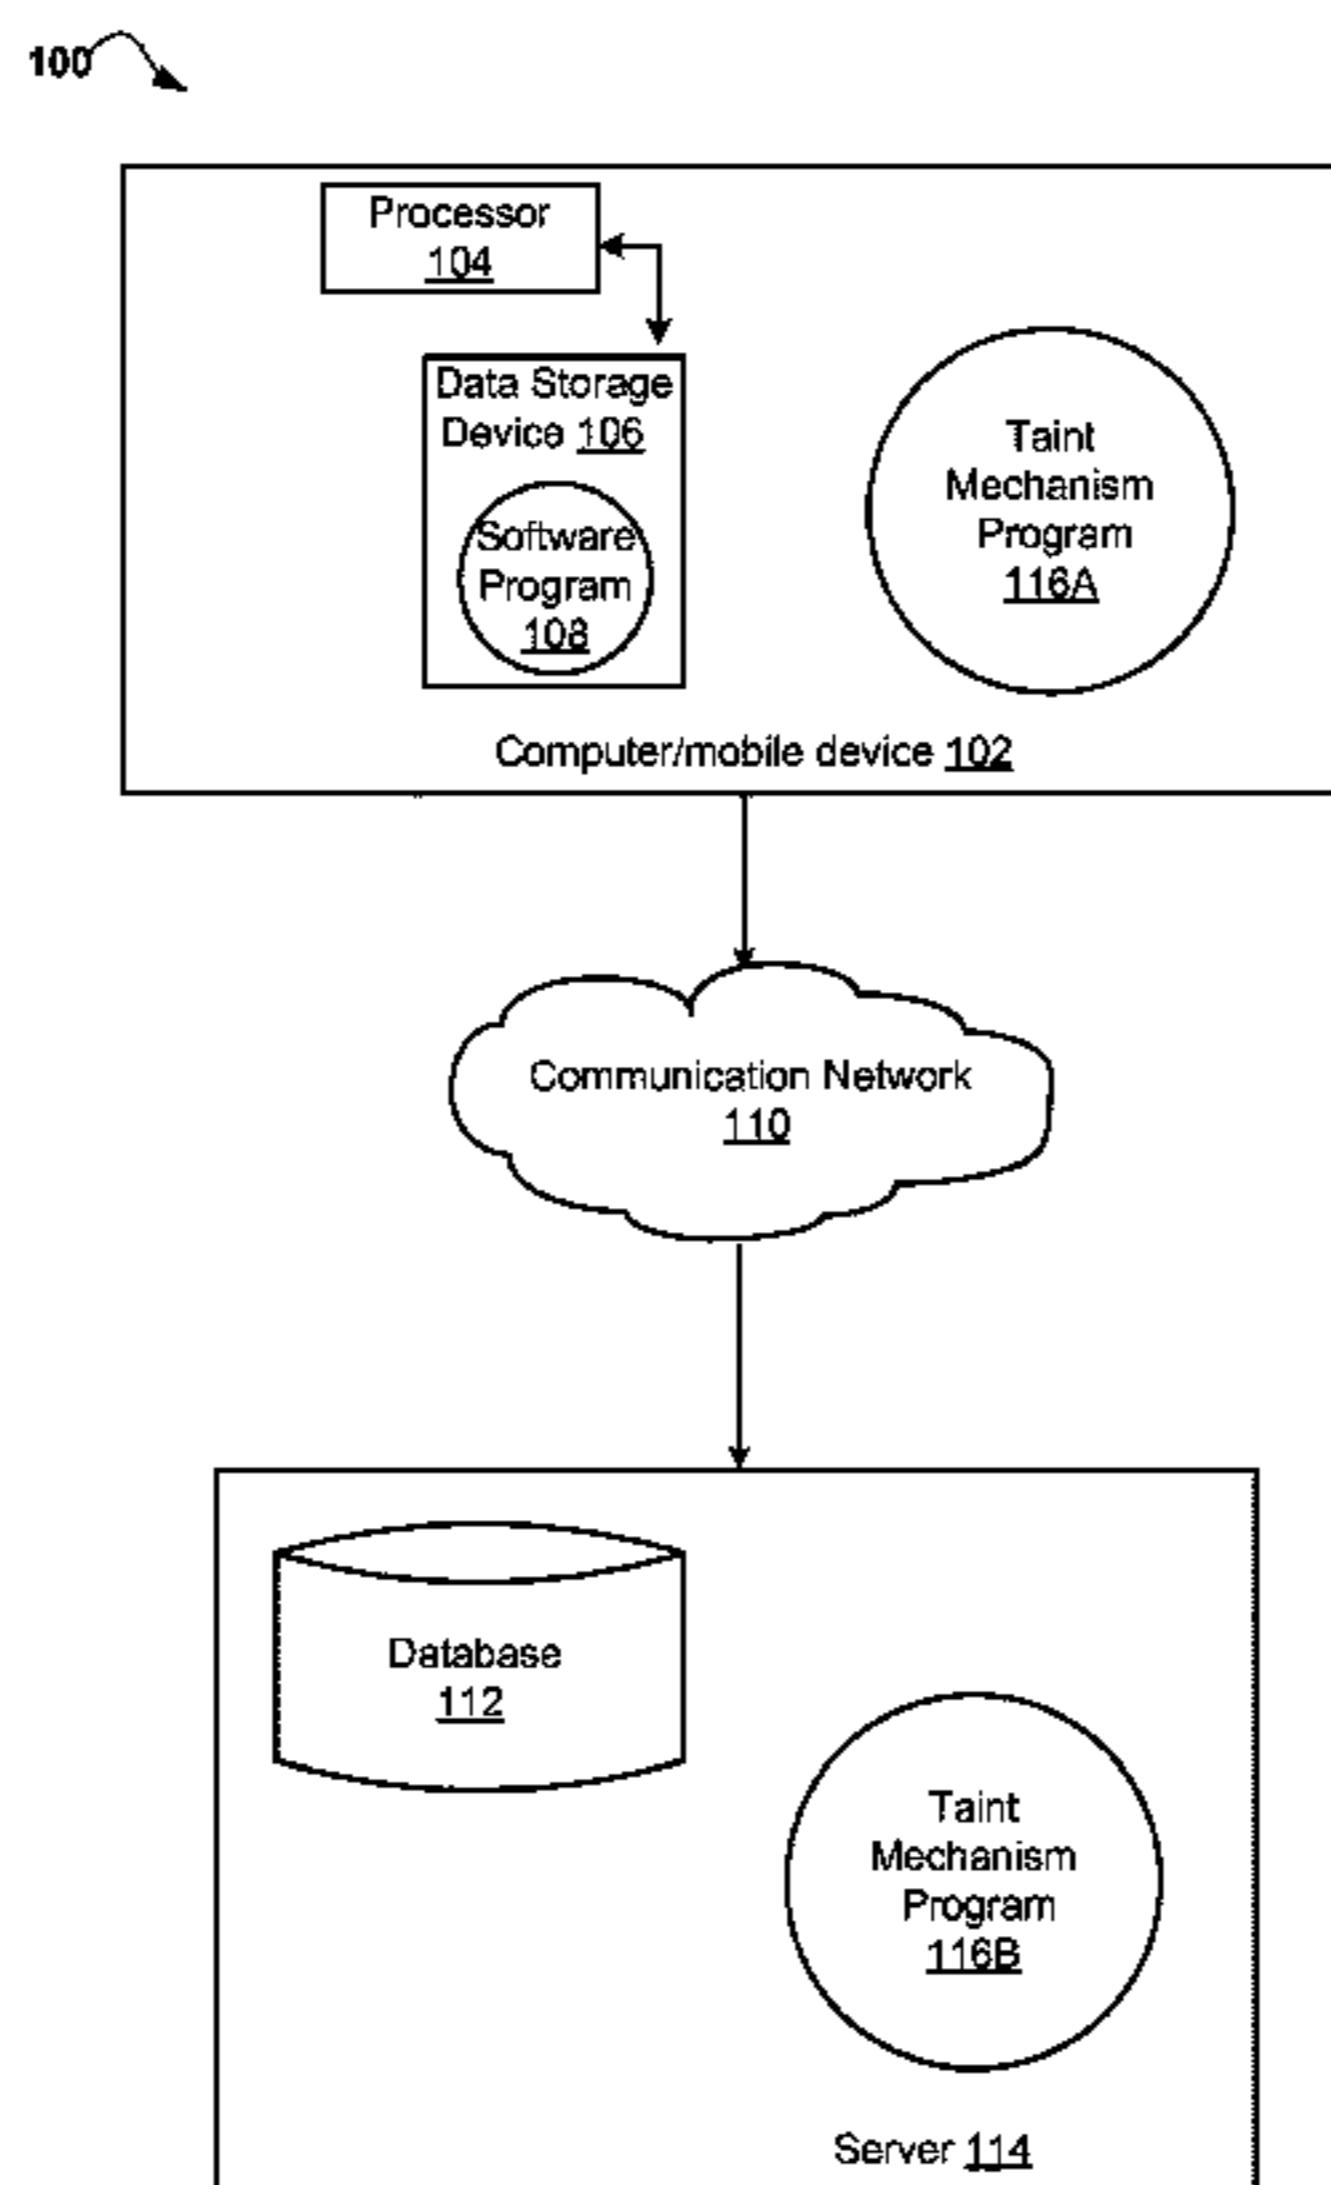 100
Processor
104
Data Storage
Device 106
Software
Program
108
Taint
Mechanism
Program
116A
Computer/mobile device 102
Communication Network
110
Database
112
Taint
Mechanism
Program
116B
Server 114